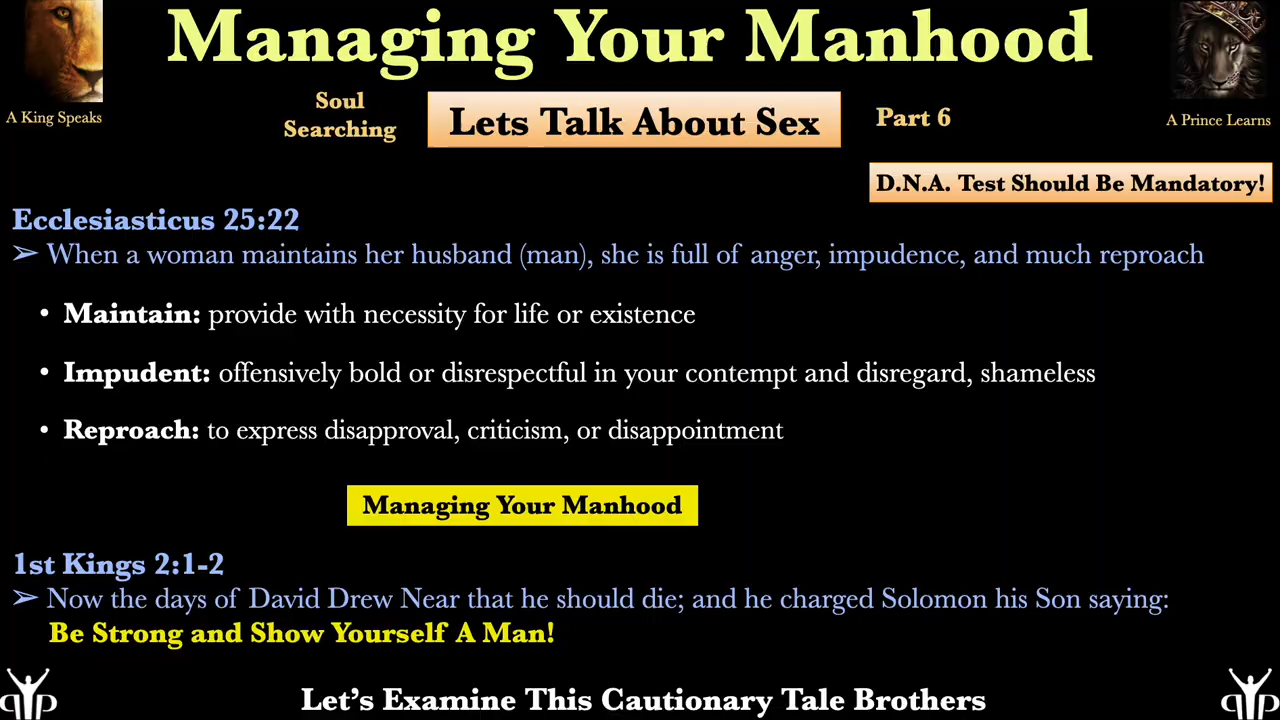 Managing Your Manhood
A King Speaks
Soul
Searching
Lets Talk About Sex
Part 6
A Prince Learns
D.N.A. Test Should Be Mandatory!
Ecclesiasticus 25:22
➢ When a woman maintains her husband (man), she is full of anger, impudence, and much reproach
• Maintain: provide with necessity for life or existence
• Impudent: offensively bold or disrespectful in your contempt and disregard, shameless
• Reproach: to express disapproval, criticism, or disappointment
Managing Your Manhood
1st Kings 2:1-2
➢ Now the days of David Drew Near that he should die; and he charged Solomon his Son saying:
Be Strong and Show Yourself A Man!
Let's Examine This Cautionary Tale Brothers